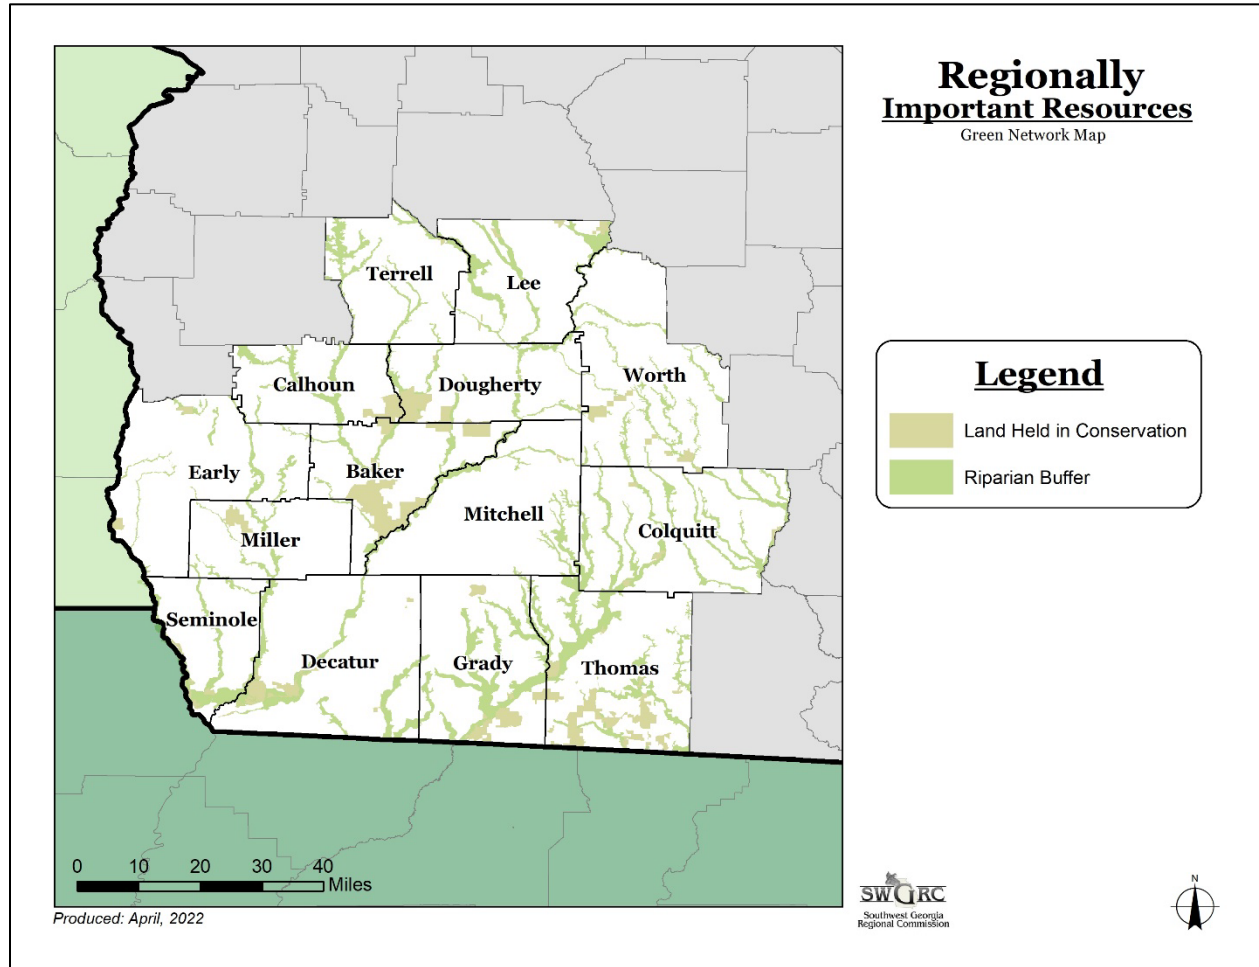 Regionally
Important Resources
Green Network Map
Terrell
Lee
Calhoun
Dougherty
Worth
Early
Baker
Mitchell
Miller
Colquitt
Seminole
Decatur
Grady
Thomas
Legend
Land Held in Conservation
Riparian Buffer
0 10 20 30 40
Miles
Produced: April, 2022
SWGRC
Southwest Georgia
Regional Commission
N